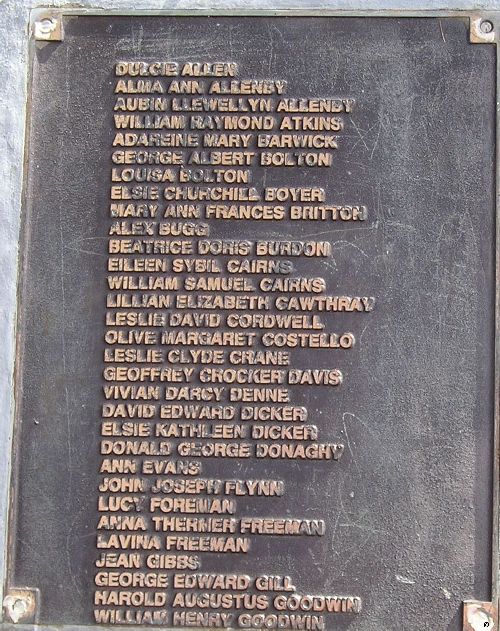 DULCIE ALLEN
ALMA ANN ALLENBY
AUBIN LLEWELLYN ALLENBY
WILLIAM RAYMOND ATKINS
ADAREINE MARY BARWICK
GEORGE ALBERT BOLTON
LOUISA BOLTON
ELSIE CHURCHILL BOYER
MARY ANN FRANCES BRITTON
ALEX BUGG
BEATRICE DORIS BURDON
EILEEN SYBIL CAIRNS
WILLIAM SAMUEL CAIRNS
LILLIAN ELIZABETH CAWTHRAY
LESLIE DAVID CORDWELL
OLIVE MARGARET COSTELLO
LESLIE CLYDE CRANE
GEOFFREY CROCKER DAVIS
VIVIAN DARCY DENNE
DAVID EDWARD DICKER
ELSIE KATHLEEN DICKER
DONALD GEORGE DONAGHY
ANN EVANS
JOHN JOSEPH FLYNN
LUCY FOREMAN
ANNA THERMER FREEMAN
LAVINA FREEMAN
JEAN GIBBS
GEORGE EDWARD GILL
HAROLD AUGUSTUS GOODWIN
WILLIAM HENRY GOODWIN